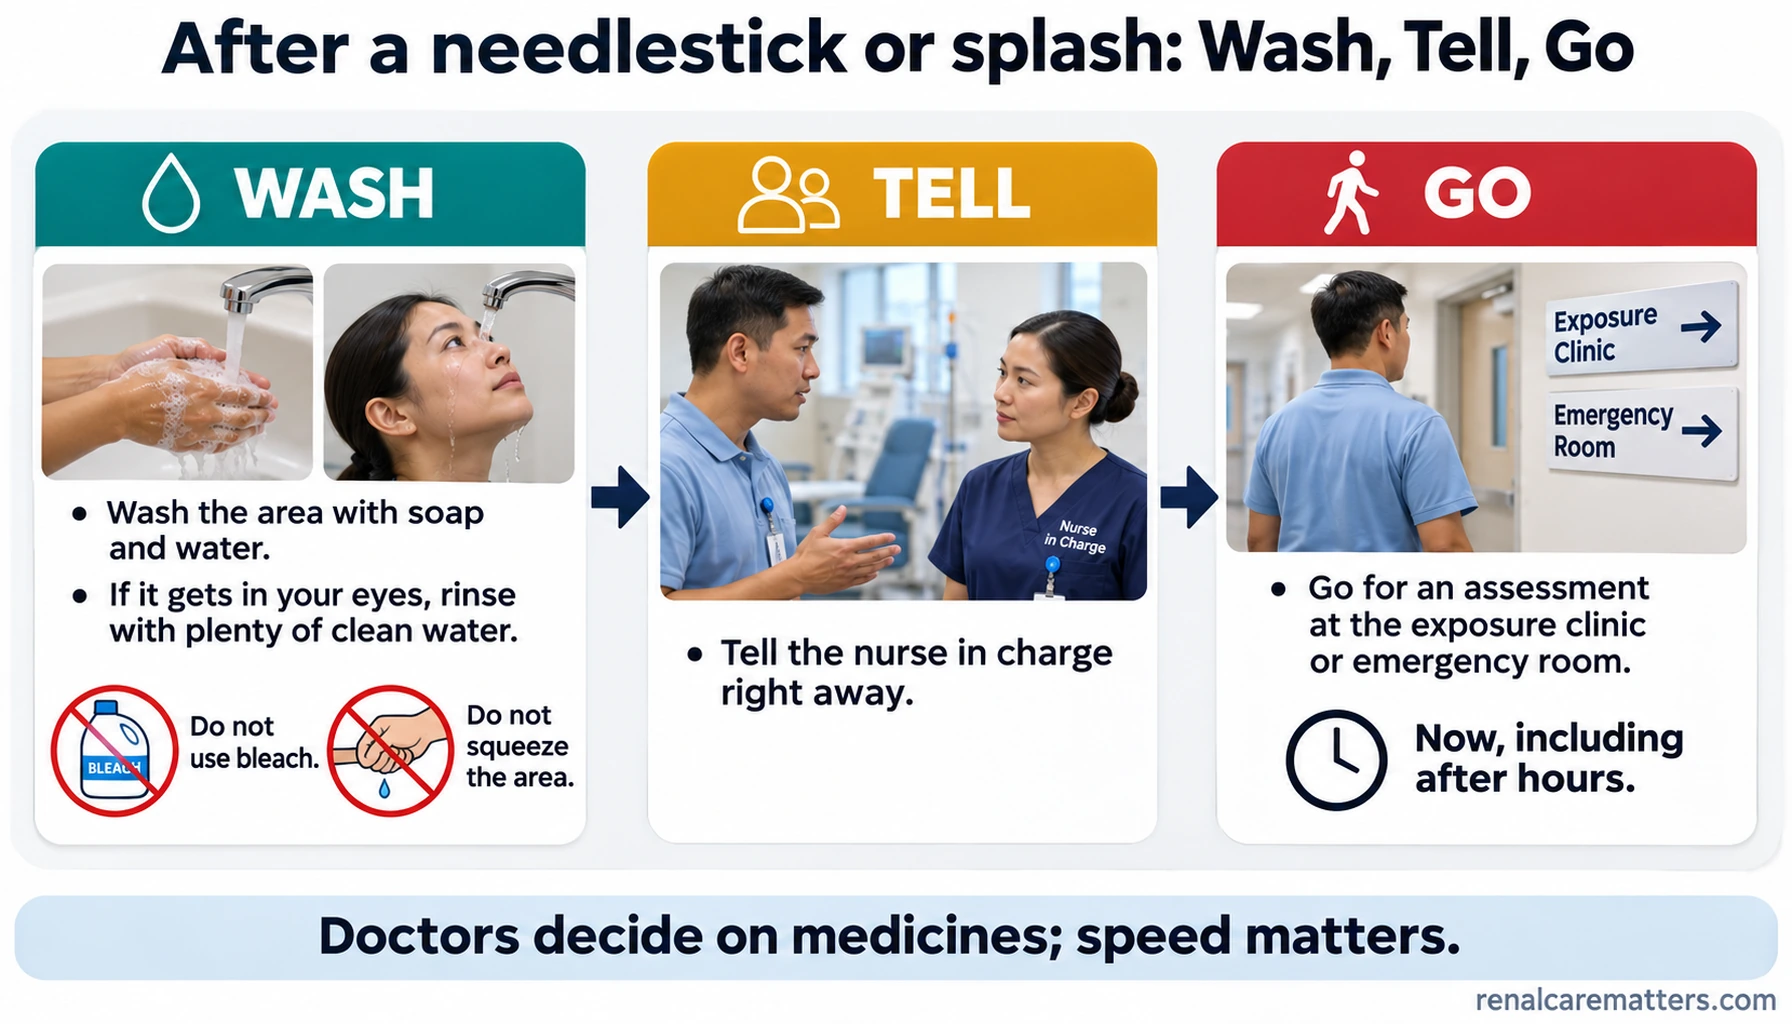 After a needlestick or splash: Wash, Tell, Go
WASH
Wash the area with soap
and water.
If it gets in your eyes, rinse
with plenty of clean water.
BLEACH
Do not
use bleach.
Do not
squeeze
the area.
TELL
Nurse
in Charge
Tell the nurse in charge
right away.
GO
Exposure
Clinic
Emergency
Room
Go for an assessment
at the exposure clinic
or emergency room.
Now, including
after hours.
Doctors decide on medicines; speed matters.
renalcarematters.com